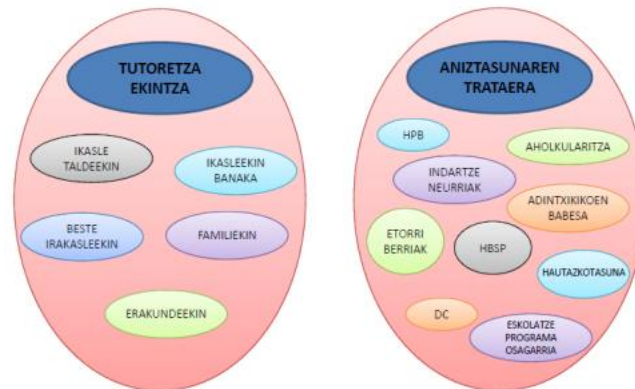 TUTORETZA
EKINTZA
IKASLE
TALDEEKIN
IKASLEEKIN
BANAKA
BESTE
IRAKASLEEKIN
FAMILIEKIN
ERAKUNDEEKIN
ANIZTASUNAREN
TRATAERA
HPB
AHOLKULARITZA
INDARTZE
NEURRIAK
ADINTXIKIKOEN
BABESA
ETORRI
BERRIAK
HBSP
HAUTAZKOTASUNA
DC
ESKOLATZE
PROGRAMA
OSAGARRIA